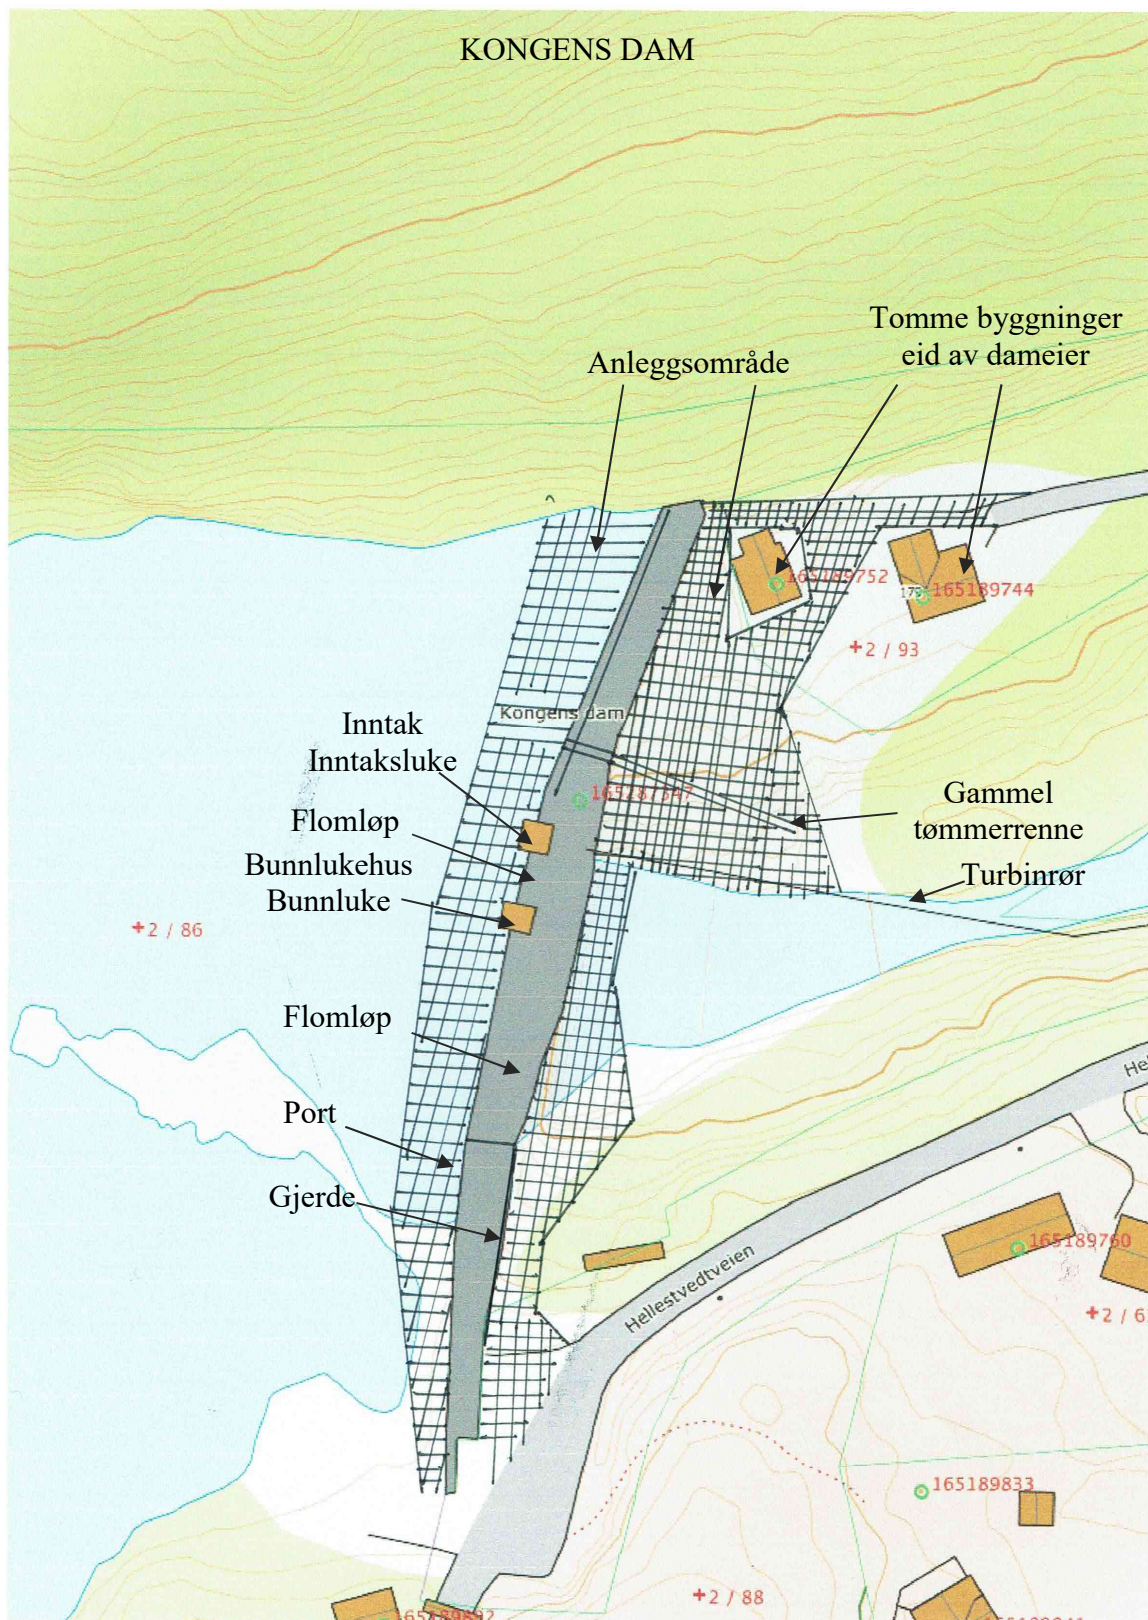 KONGENS DAM
Tomme byggninger
eid av dameier
Anleggsområde
165189752
179
165189744
2 / 93
Kongens dam
Inntak
Inntaksluke
Flomløp
Bunnlukehus
Bunnluke
Gammel
tømmerrenne
Turbinrør
2 / 86
Flomløp
Port
Gjerde
Hellestvedtveien
165189760
165189833
2 / 88